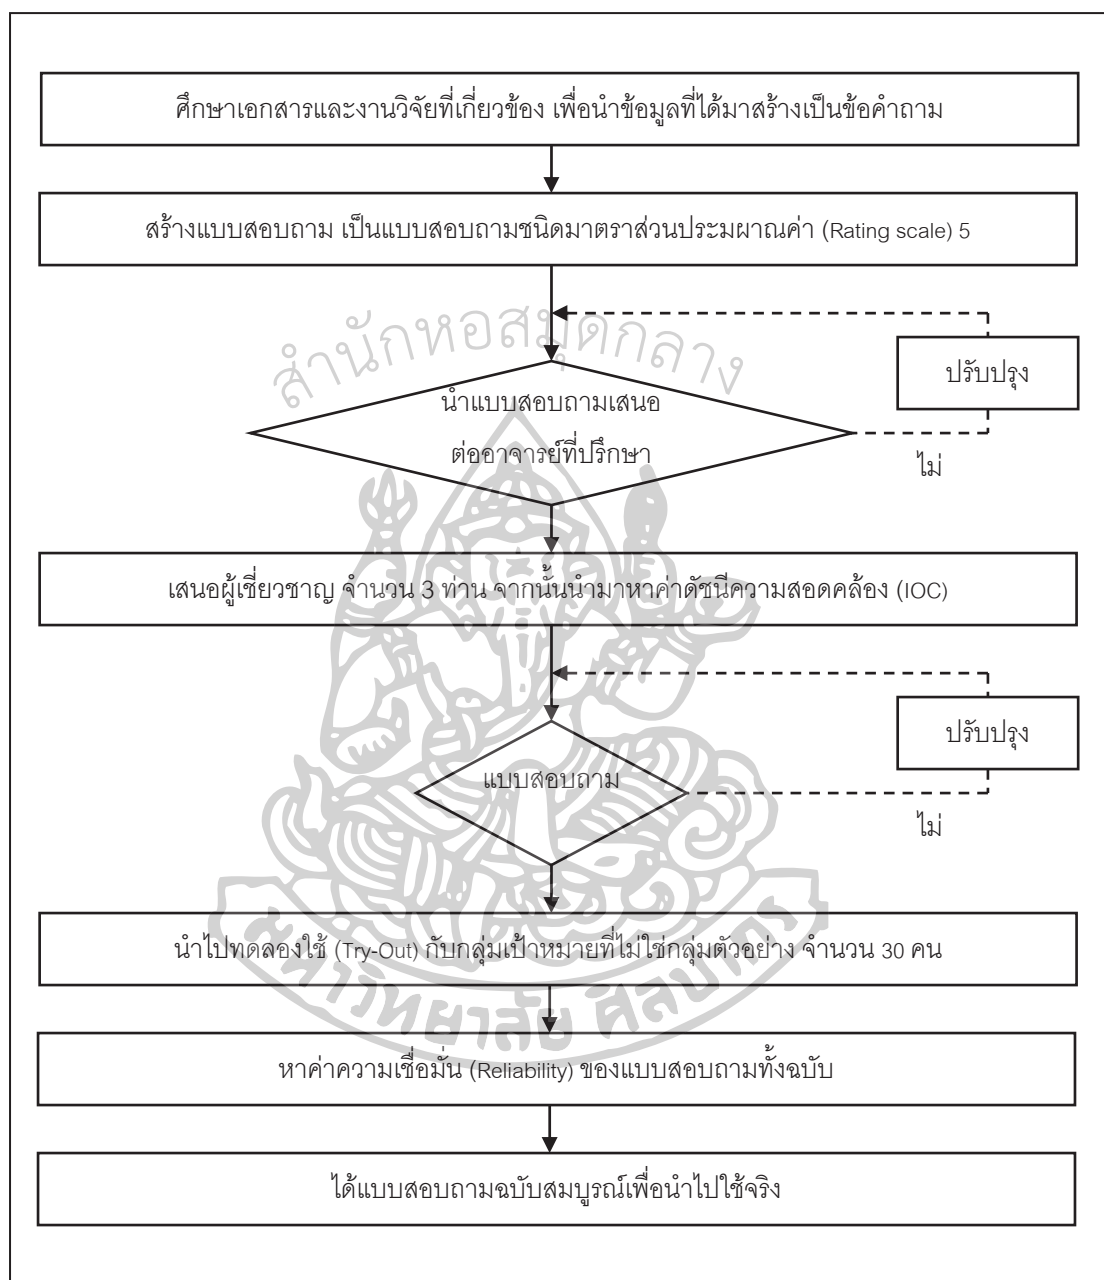 ศึกษาเอกสารและงานวิจัยที่เกี่ยวข้อง เพื่อนำข้อมูลที่ได้มาสร้างเป็นข้อคำถาม
สร้างแบบสอบถาม เป็นแบบสอบถามชนิดมาตราส่วนประมผาณค่า (Rating scale) 5
สำนักหอสมุดกลาง
ปรับปรุง
นำแบบสอบถามเสนอ
ต่ออาจารย์ที่ปรึกษา
ไม่
เสนอผู้เชี่ยวชาญ จำนวน 3 ท่าน จากนั้นนำมาหาค่าดัชนีความสอดคล้อง (IOC)
ปรับปรุง
แบบสอบถาม
ไม่
นำไปทดลองใช้ (Try-Out) กับกลุ่มเป้าหมายที่ไม่ใช่กลุ่มตัวอย่าง จำนวน 30 คน
มหาวิทยาลัย ศิลปากร
หาค่าความเชื่อมั่น (Reliability) ของแบบสอบถามทั้งฉบับ
ได้แบบสอบถามฉบับสมบูรณ์เพื่อนำไปใช้จริง